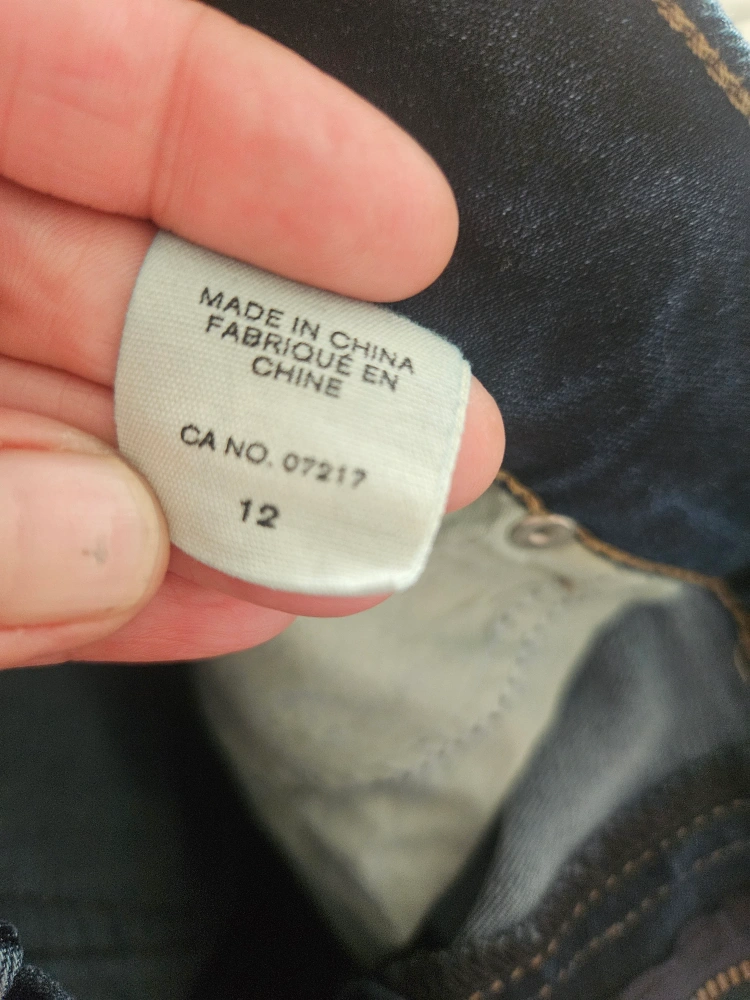 MADE IN CHINA
FABRIQUÉ EN
CHINE
CA NO. 07217
12